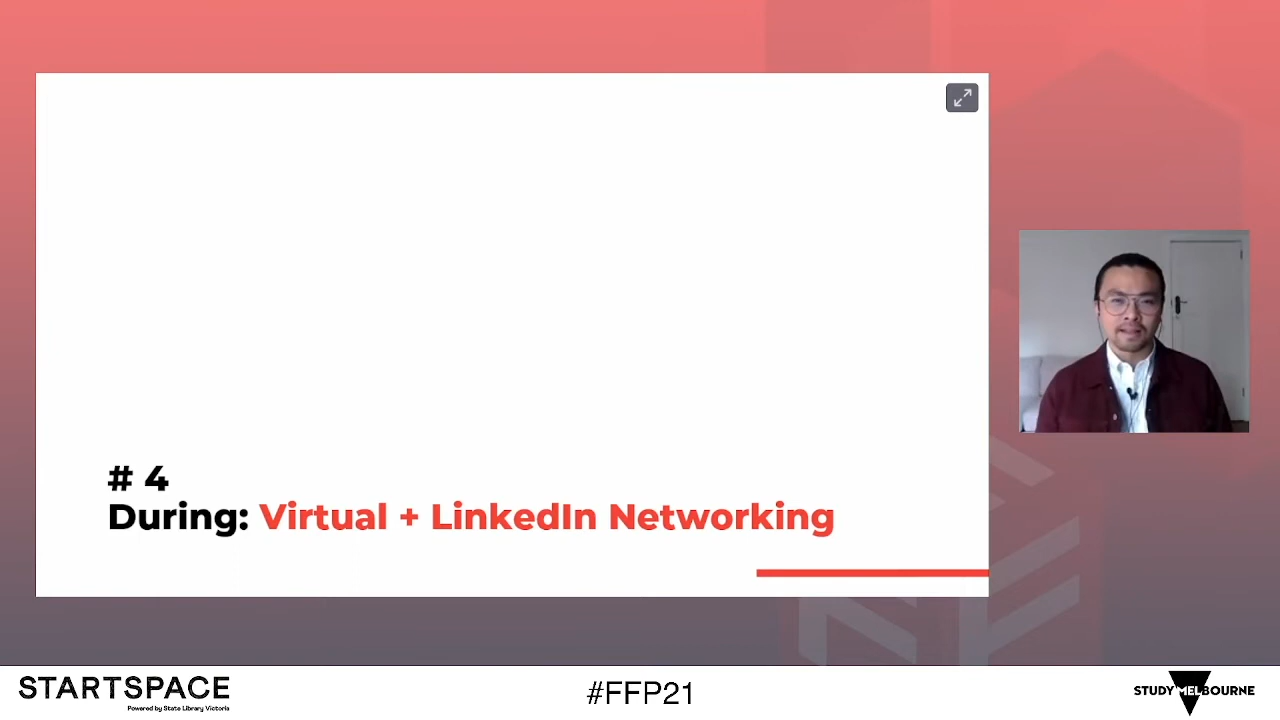 # 4
During: Virtual + LinkedIn Networking
STARTSPACE
Powered by State Library Victoria
#FFP21
STUDY MELBOURNE